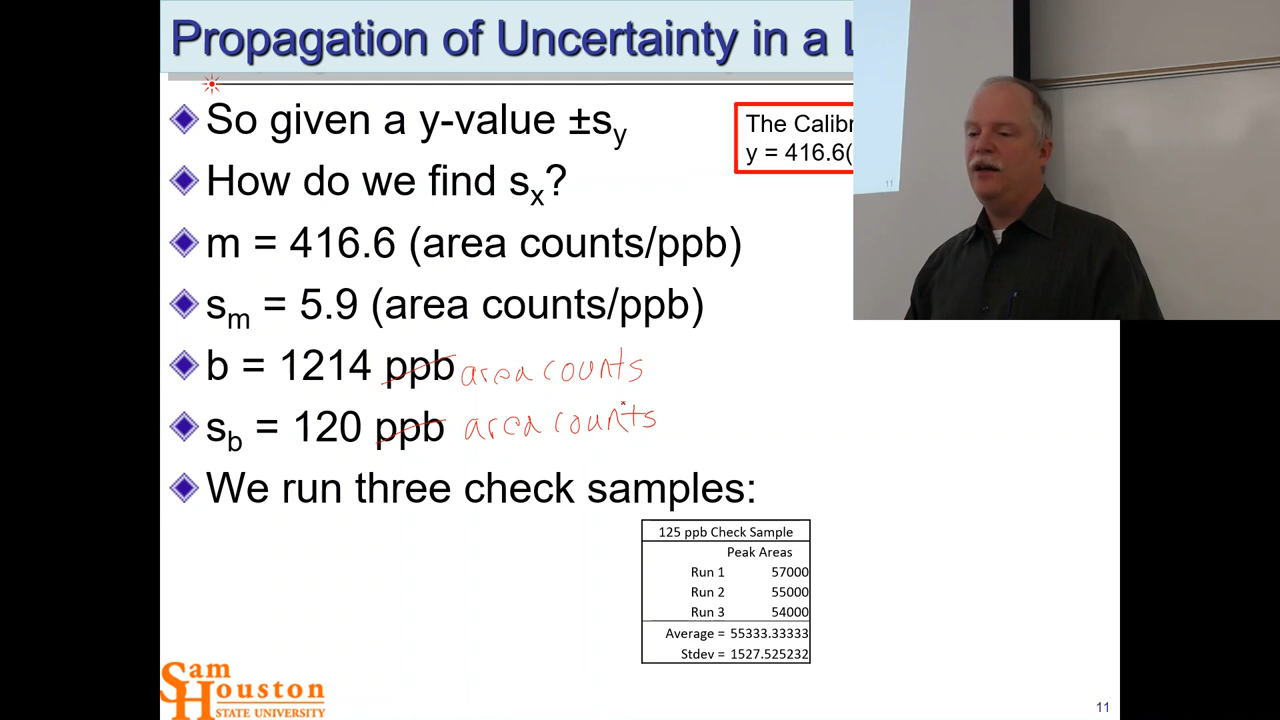 Propagation of Uncertainty in a L
So given a y-value ±sy
The Calibr
y = 416.6(
How do we find sx?
m = 416.6 (area counts/ppb)
sm = 5.9 (area counts/ppb)
b = 1214 ppb area counts
sb = 120 ppb area counts
We run three check samples:
125 ppb Check Sample
Peak Areas
Run 1 57000
Run 2 55000
Run 3 54000
Average = 55333.33333
Stdev = 1527.525232
Sam
Houston
STATE UNIVERSITY
11
11